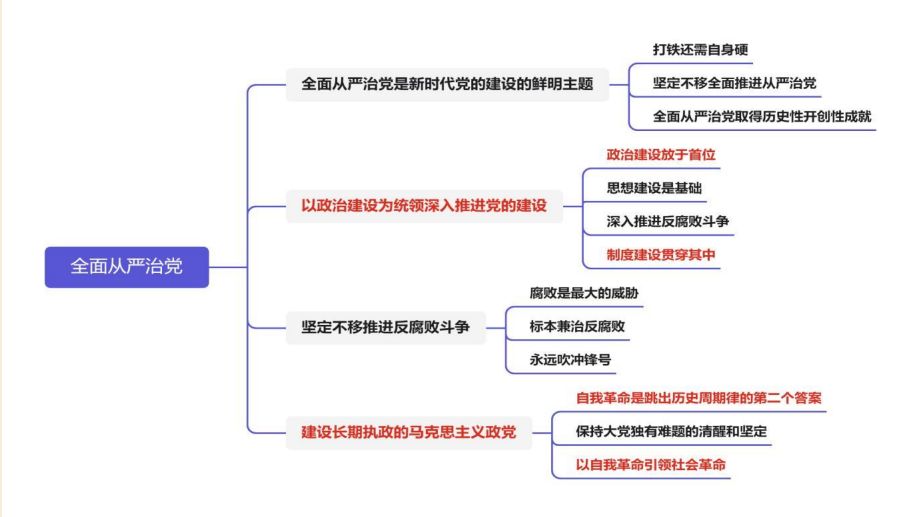 全面从严治党
全面从严治党是新时代党的建设的鲜明主题
打铁还需自身硬
坚定不移全面推进从严治党
全面从严治党取得历史性开创性成就
以政治建设为统领深入推进党的建设
政治建设放于首位
思想建设是基础
深入推进反腐败斗争
制度建设贯穿其中
坚定不移推进反腐败斗争
腐败是最大的威胁
标本兼治反腐败
永远吹冲锋号
建设长期执政的马克思主义政党
自我革命是跳出历史周期律的第二个答案
保持大党独有难题的清醒和坚定
以自我革命引领社会革命